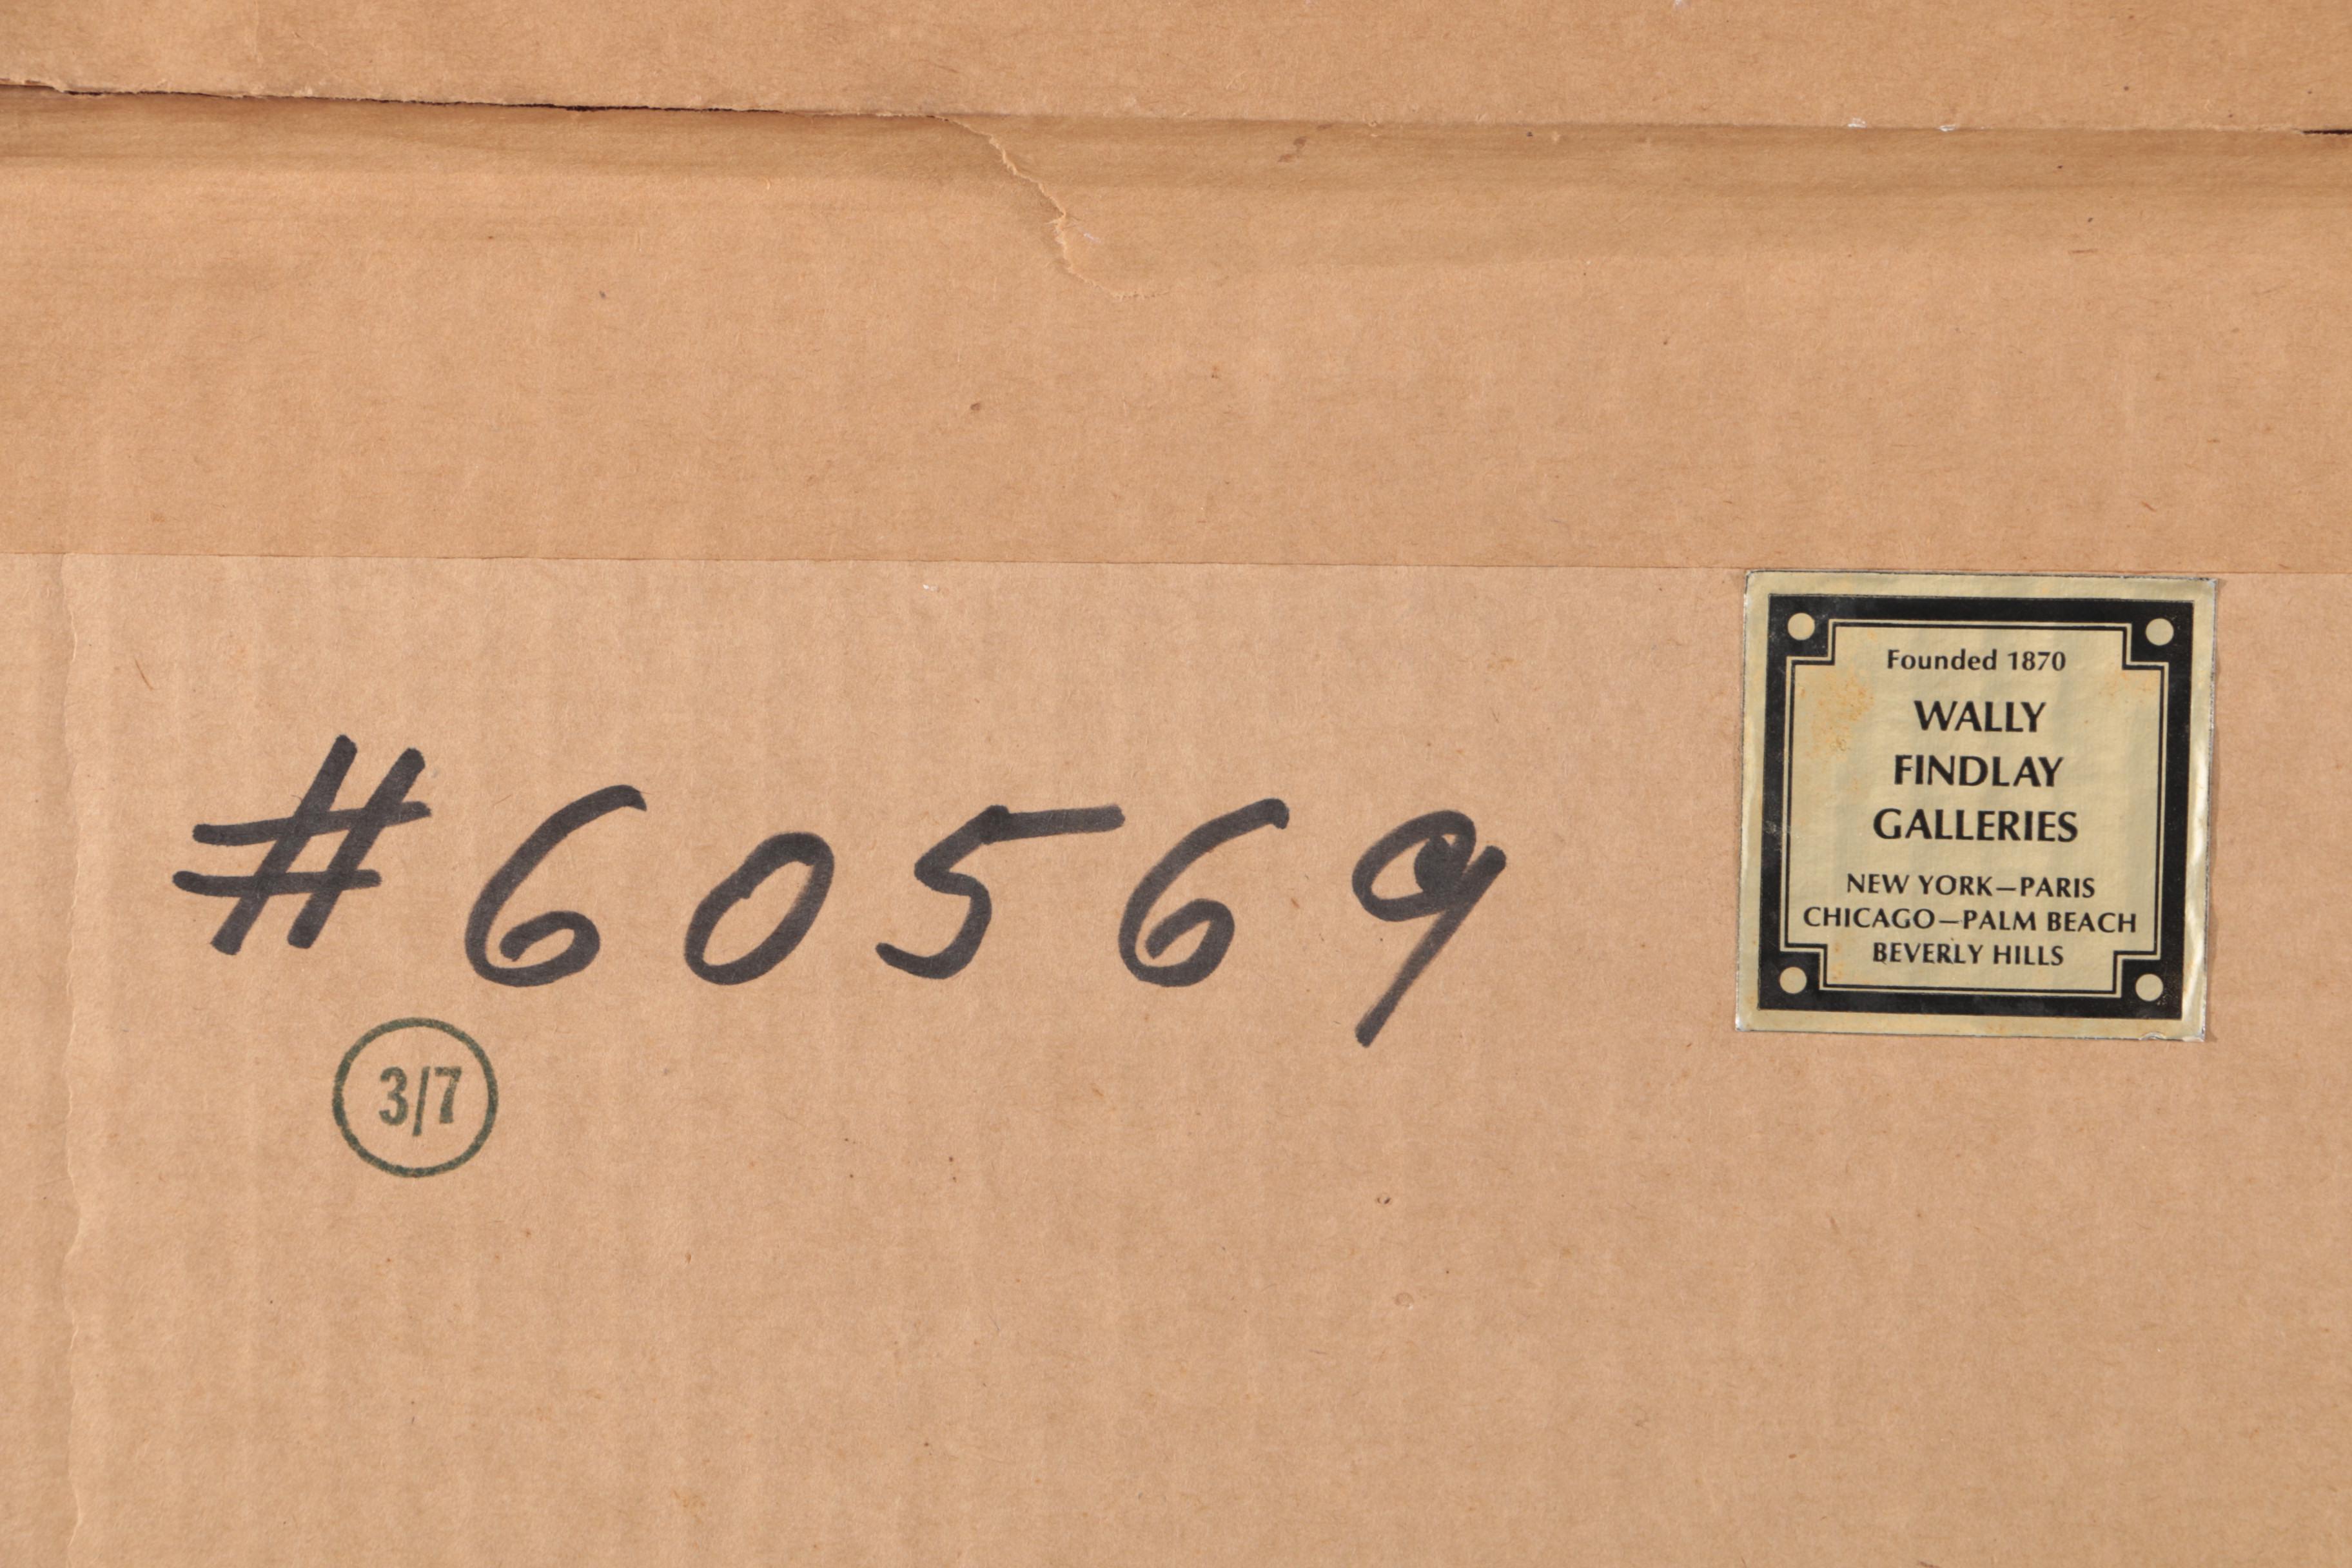 #60569
3/7
Founded 1870
WALLY
FINDLAY
GALLERIES
NEW YORK—PARIS
CHICAGO—PALM BEACH
BEVERLY HILLS